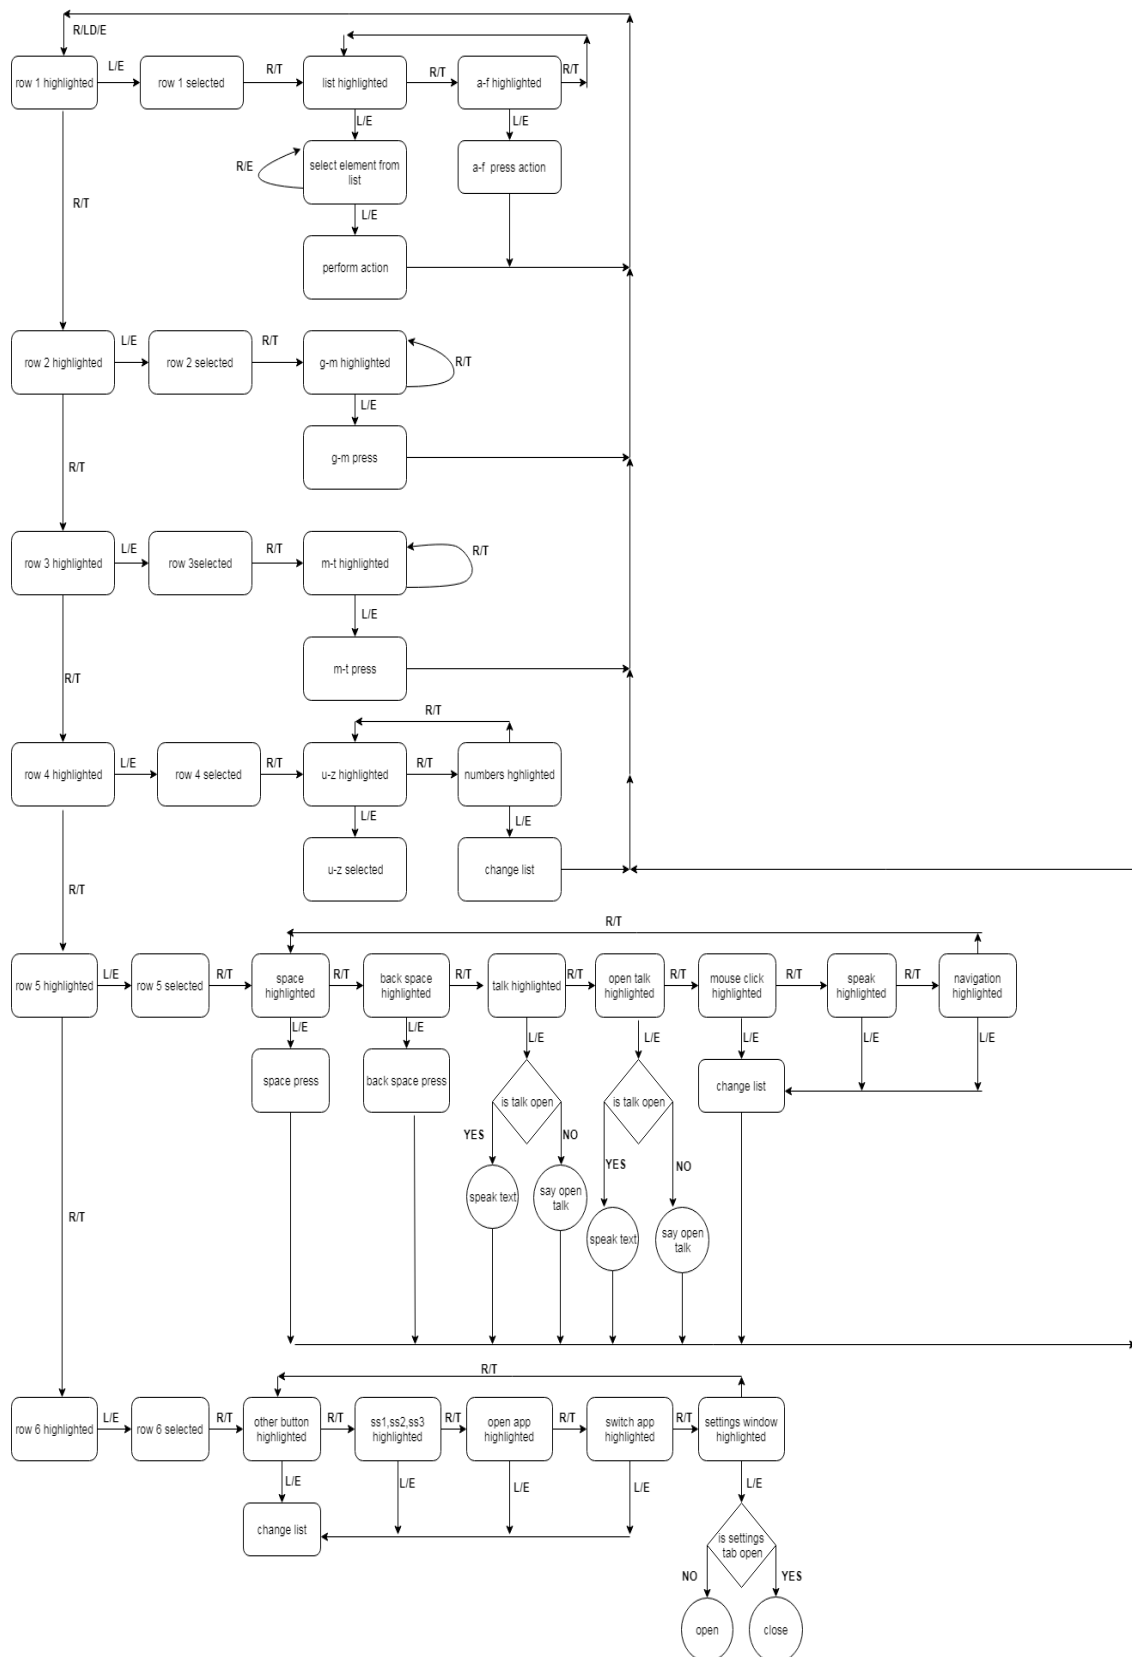 R/LD/E
row 1 highlighted
L/E
row 1 selected
R/T
list highlighted
R/T
a-f highlighted
R/T
L/E
L/E
R/E
select element from
list
a-f press action
R/T
L/E
perform action
row 2 highlighted
L/E
row 2 selected
R/T
g-m highlighted
R/T
L/E
g-m press
R/T
row 3 highlighted
L/E
row 3selected
R/T
m-t highlighted
R/T
L/E
m-t press
R/T
R/T
row 4 highlighted
L/E
row 4 selected
R/T
u-z highlighted
R/T
numbers hghlighted
L/E
L/E
u-z selected
change list
R/T
R/T
row 5 highlighted
L/E
row 5 selected
R/T
space
highlighted
R/T
back space
highlighted
R/T
talk highlighted
R/T
open talk
highlighted
R/T
mouse click
highlighted
R/T
speak
highlighted
R/T
navigation
highlighted
L/E
L/E
L/E
L/E
L/E
L/E
L/E
space press
back space press
is talk open
is talk open
change list
YES
NO
YES
NO
speak text
say open
talk
speak text
say open
talk
R/T
R/T
row 6 highlighted
L/E
row 6 selected
R/T
other button
highlighted
R/T
ss1,ss2,ss3
highlighted
R/T
open app
highlighted
R/T
switch app
highlighted
R/T
settings window
highlighted
L/E
L/E
L/E
L/E
L/E
change list
is settings
tab open
NO
YES
open
close